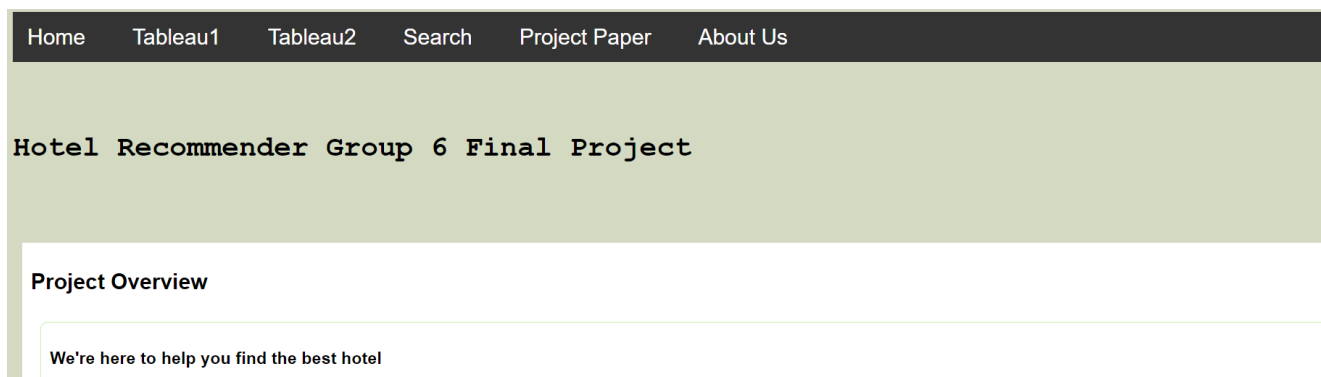 Home Tableau1 Tableau2 Search Project Paper About Us
Hotel Recommender Group 6 Final Project
Project Overview
We're here to help you find the best hotel